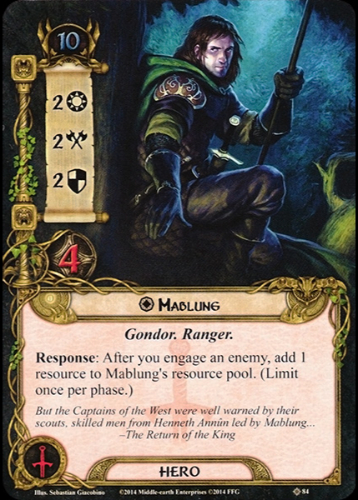 10
2
2
2
4
Mablung
Gondor. Ranger.
Response: After you engage an enemy, add 1
resource to Mablung's resource pool. (Limit
once per phase.)
But the Captains of the West were well warned by their
scouts, skilled men from Henneth Annûn led by Mablung...
–The Return of the King
HERO
Illus. Sebastian Giacobino ©2014 Middle-earth Enterprises ©2014 FFG 84